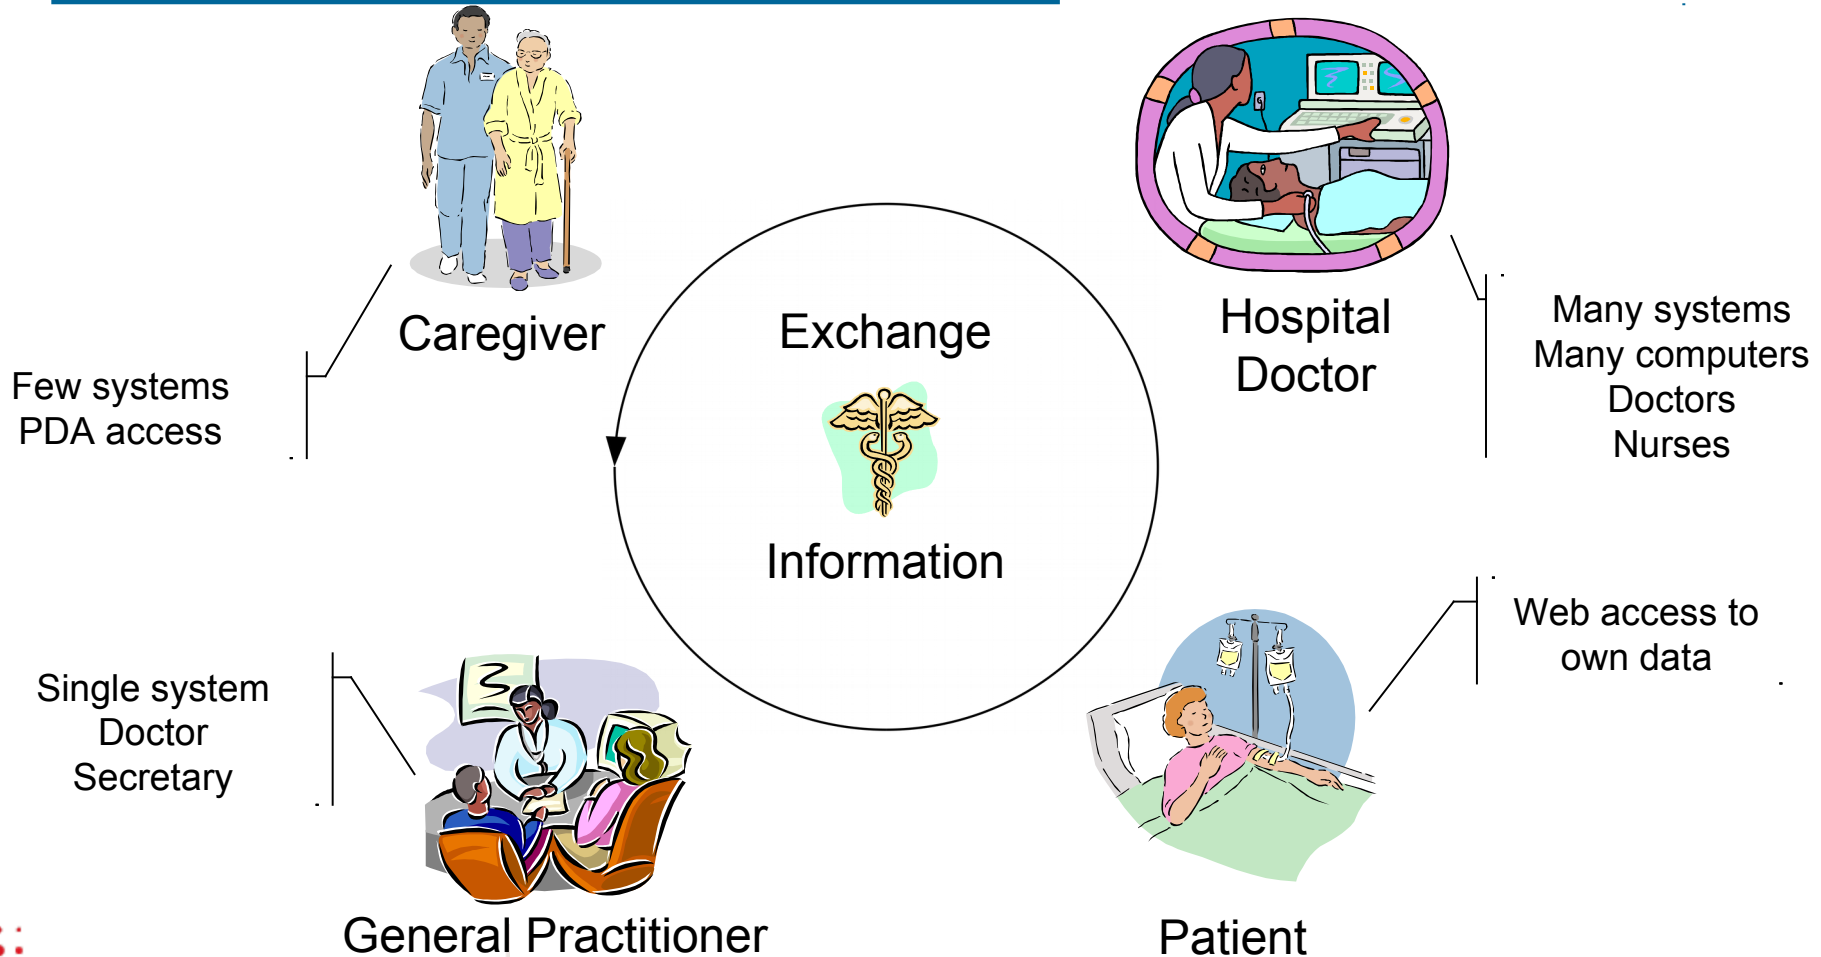 Caregiver
Few systems
PDA access
Exchange
Information
Hospital
Doctor
Many systems
Many computers
Doctors
Nurses
Single system
Doctor
Secretary
General Practitioner
Web access to
own data
Patient